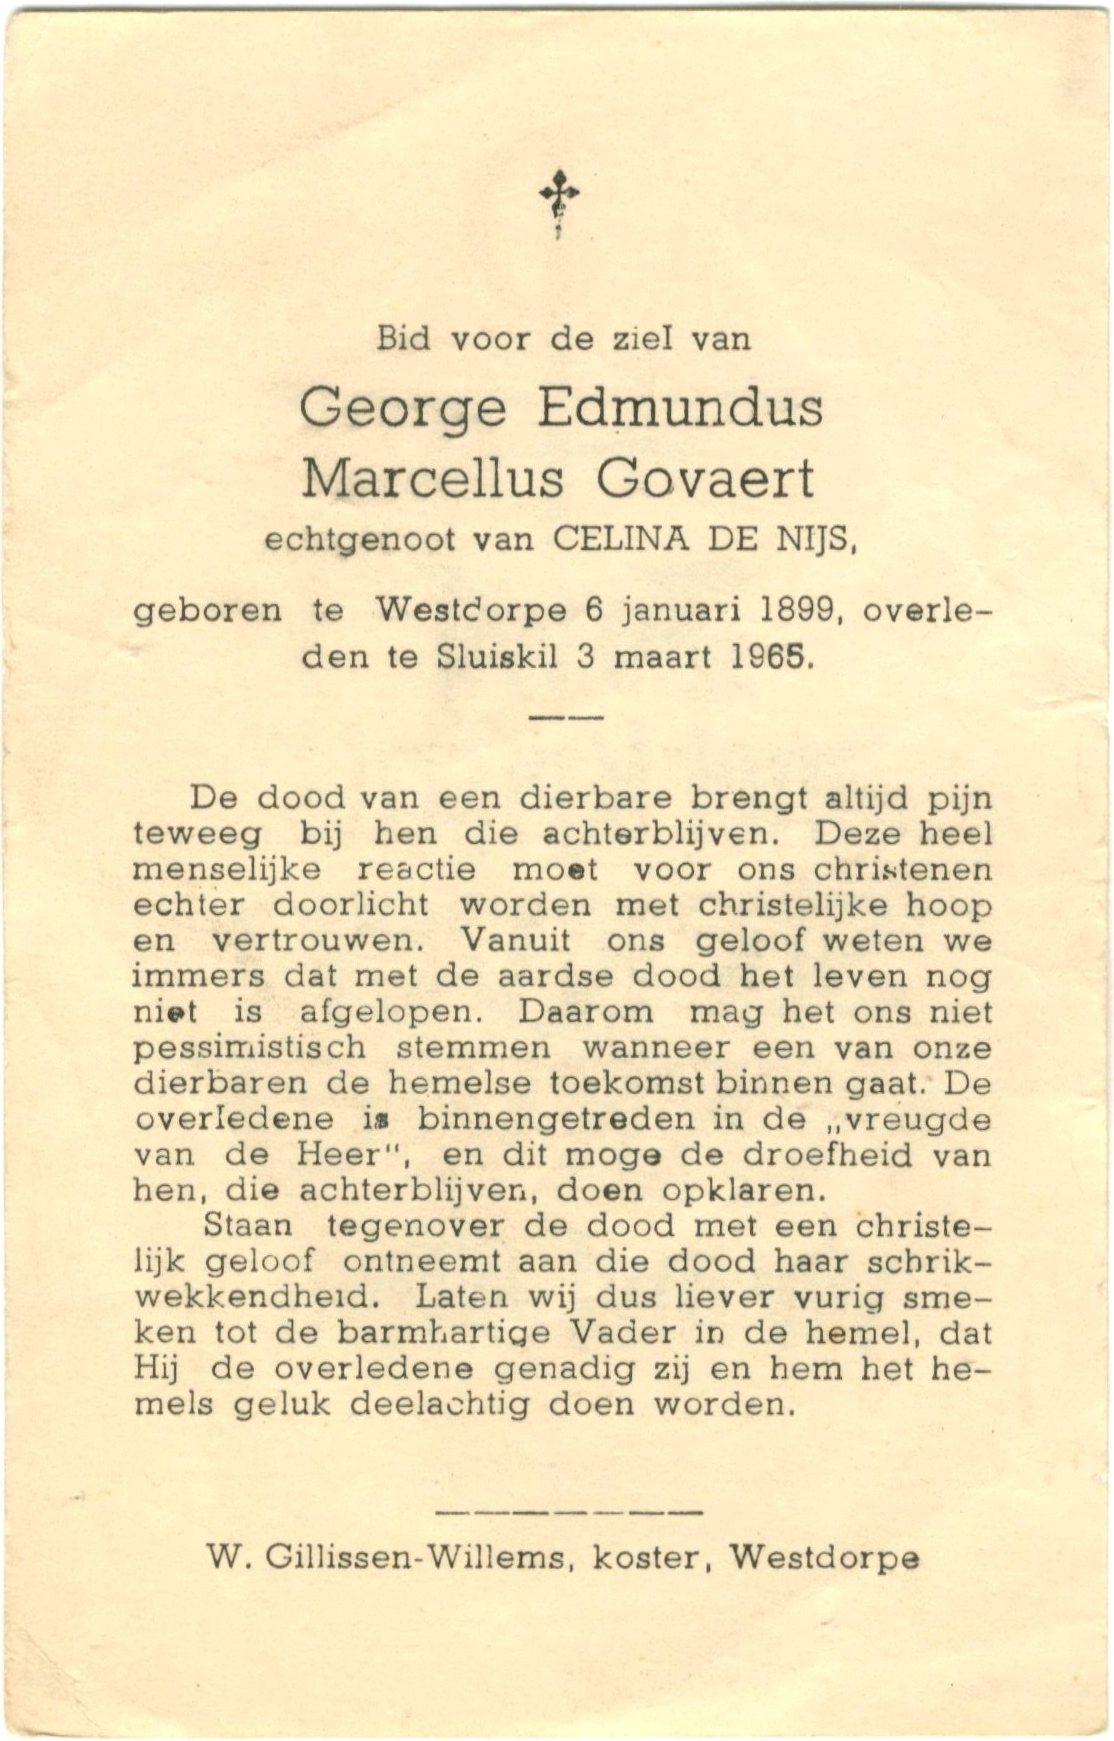 Bid voor de ziel van
George Edmundus
Marcellus Govaert
echtgenoot van CELINA DE NIJS,
geboren te Westdorpe 6 januari 1899, overle-
den te Sluiskil 3 maart 1965.
De dood van een dierbare brengt altijd pijn
teweeg bij hen die achterblijven. Deze heel
menselijke reactie moet voor ons christenen
echter doorlicht worden met christelijke hoop
en vertrouwen. Vanuit ons geloof weten we
immers dat met de aardse dood het leven nog
niet is afgelopen. Daarom mag het ons niet
pessimistisch stemmen wanneer een van onze
dierbaren de hemelse toekomst binnen gaat. De
overledene is binnengetreden in de „vreugde
van de Heer", en dit moge de droefheid van
hen, die achterblijven, doen opklaren.
Staan tegenover de dood met een christe-
lijk geloof ontneemt aan die dood haar schrik-
wekkendheid. Laten wij dus liever vurig sme-
ken tot de barmhartige Vader in de hemel, dat
Hij de overledene genadig zij en hem het he-
mels geluk deelachtig doen worden.
W. Gillissen-Willems, koster, Westdorpe